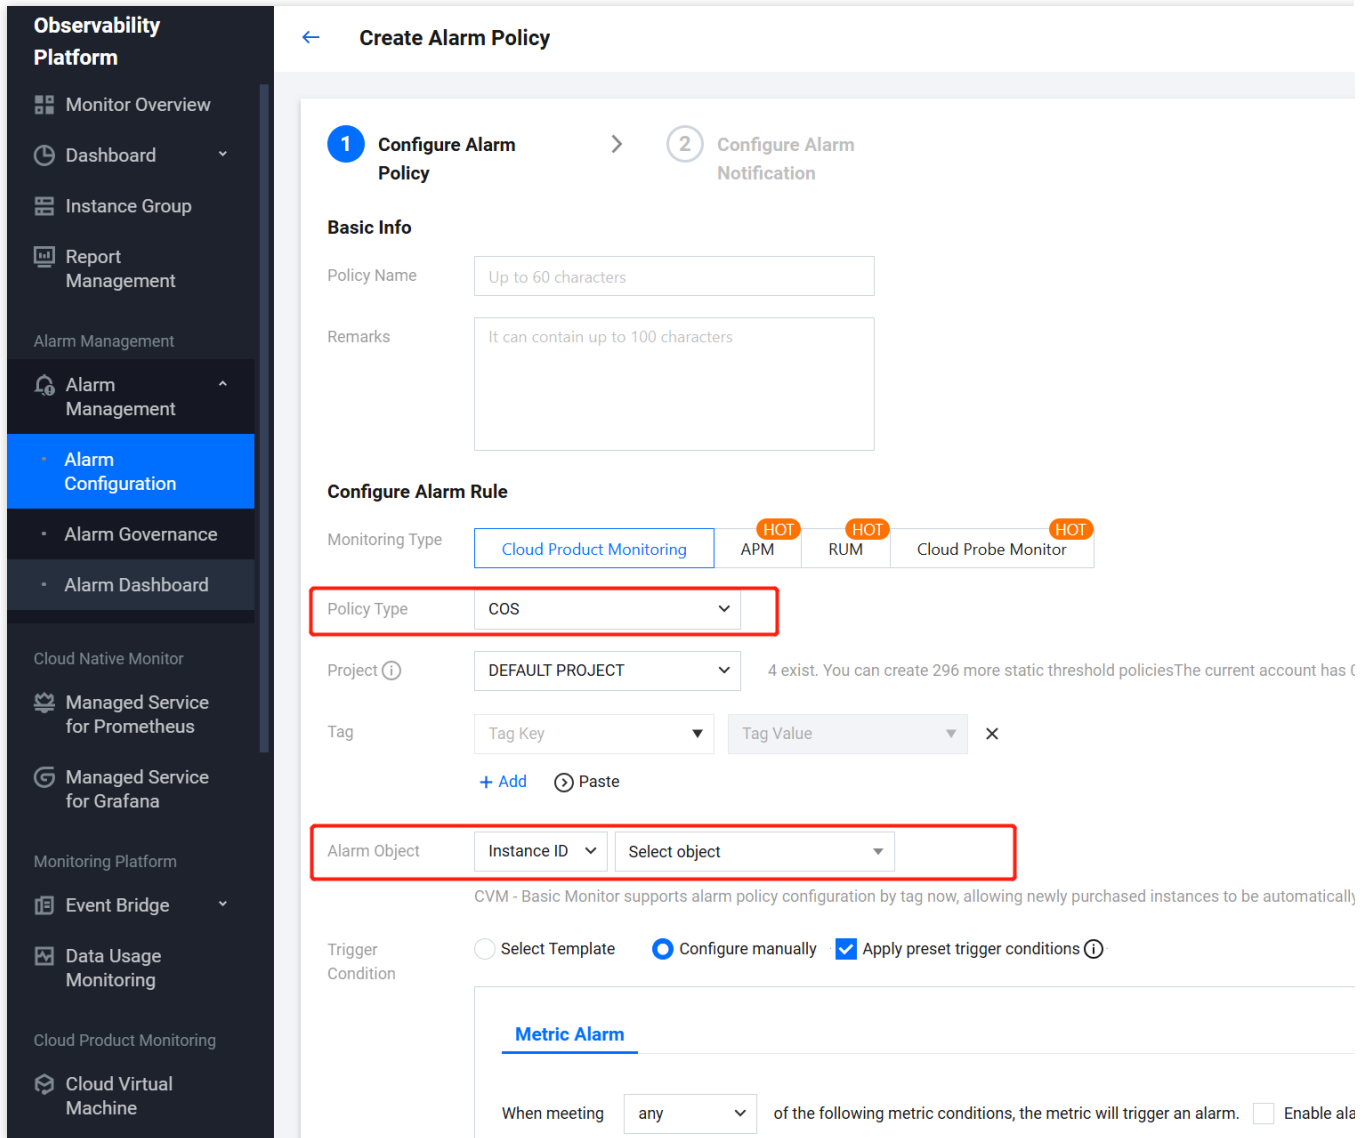 Observability
Platform
Monitor Overview
Dashboard
Instance Group
Report
Management
Alarm Management
Alarm
Management
Alarm
Configuration
Alarm Governance
Alarm Dashboard
Cloud Native Monitor
Managed Service
for Prometheus
Managed Service
for Grafana
Monitoring Platform
Event Bridge
Data Usage
Monitoring
Cloud Product Monitoring
Cloud Virtual
Machine
Create Alarm Policy
1 Configure Alarm
Policy
2 Configure Alarm
Notification
Basic Info
Policy Name Up to 60 characters
Remarks It can contain up to 100 characters
Configure Alarm Rule
HOT HOT HOT
Monitoring Type Cloud Product Monitoring APM RUM Cloud Probe Monitor
Policy Type COS
Project DEFAULT PROJECT 4 exist. You can create 296 more static threshold policiesThe current account has
Tag Tag Key Tag Value
+ Add Paste
Alarm Object Instance ID Select object
CVM - Basic Monitor supports alarm policy configuration by tag now, allowing newly purchased instances to be automatically
Trigger
Condition
Select Template Configure manually Apply preset trigger conditions
Metric Alarm
When meeting any of the following metric conditions, the metric will trigger an alarm. Enable